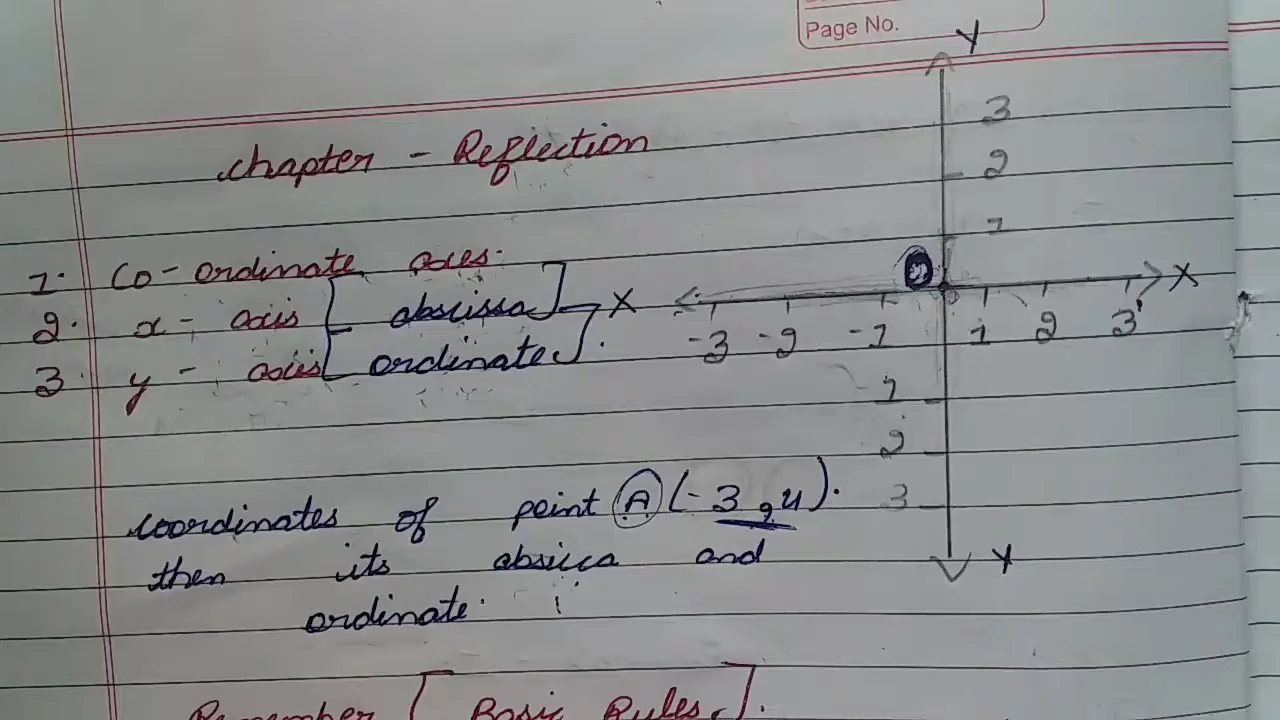 Page No.
Y
chapter - Reflection
3
2
1
1. Co-ordinate axes.
2. x - axis [abscissa]
3. y - axis [ordinate].
X
X
-3 -2 -1 1 2 3
1
2
3
Y
coordinates of point A (-3, 4).
then its absicca and
ordinate.
Remember [Basic Rules].